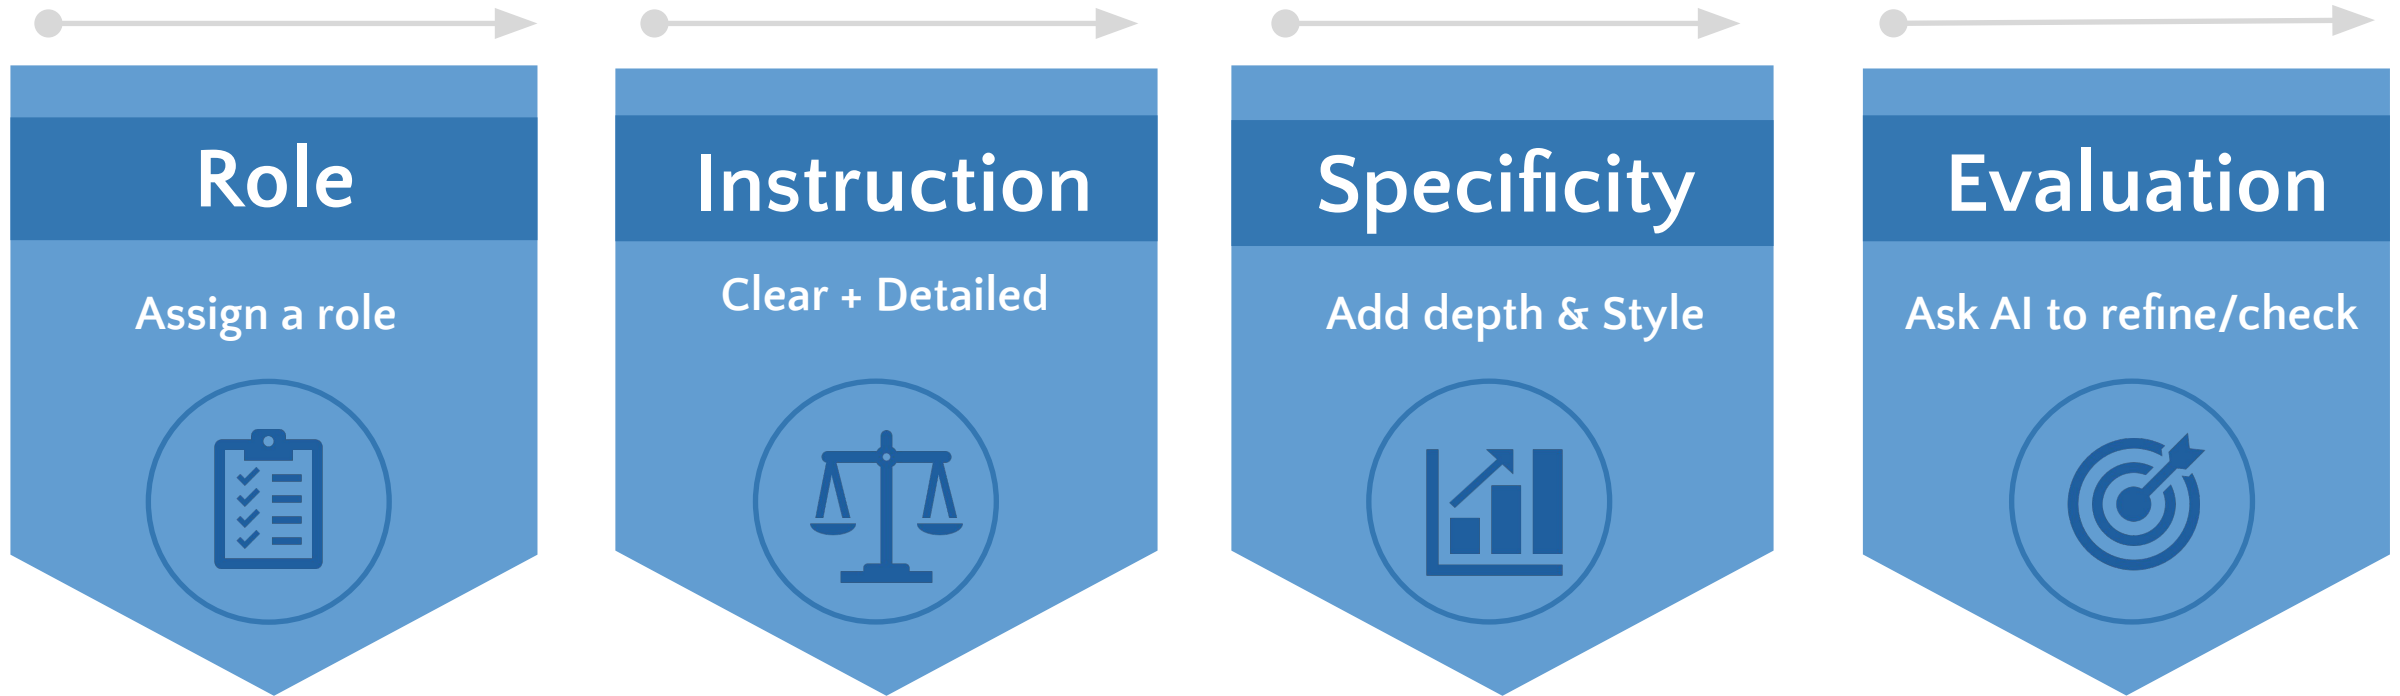 Role
Assign a role
Instruction
Clear + Detailed
Specificity
Add depth & Style
Evaluation
Ask AI to refine/check